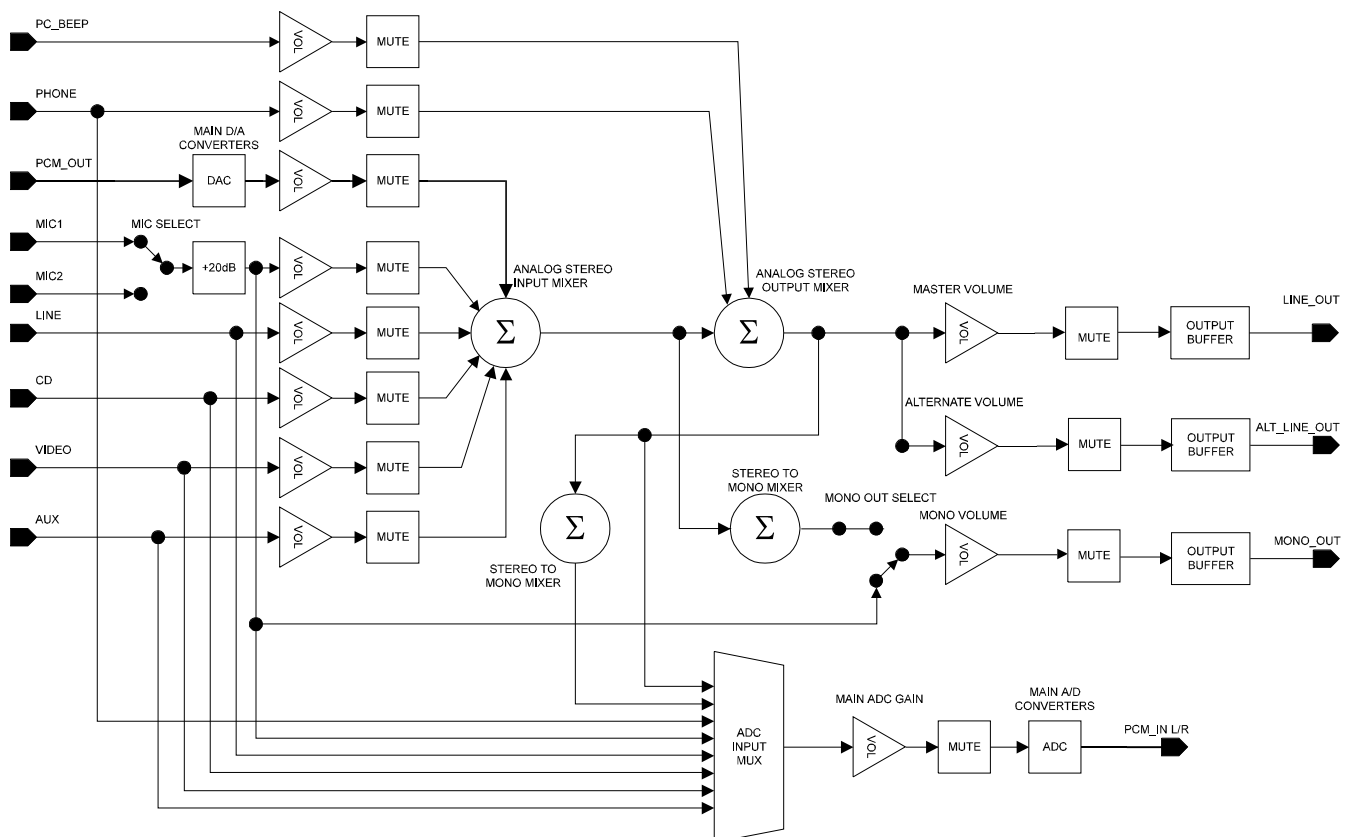 PC_BEEP
VOL
MUTE
PHONE
VOL
MUTE
MAIN D/A
CONVERTERS
PCM_OUT
DAC
VOL
MUTE
MIC1
MIC SELECT
+20dB
VOL
MUTE
MIC2
ANALOG STEREO
INPUT MIXER
Σ
ANALOG STEREO
OUTPUT MIXER
Σ
LINE
VOL
MUTE
MASTER VOLUME
VOL
MUTE
OUTPUT
BUFFER
LINE_OUT
CD
VOL
MUTE
ALTERNATE VOLUME
VOL
MUTE
OUTPUT
BUFFER
ALT_LINE_OUT
VIDEO
VOL
MUTE
AUX
VOL
MUTE
Σ
STEREO TO
MONO MIXER
STEREO TO
MONO MIXER
Σ
MONO OUT SELECT
MONO VOLUME
VOL
MUTE
OUTPUT
BUFFER
MONO_OUT
ADC
INPUT
MUX
MAIN ADC GAIN
VOL
MUTE
MAIN A/D
CONVERTERS
ADC
PCM_IN L/R